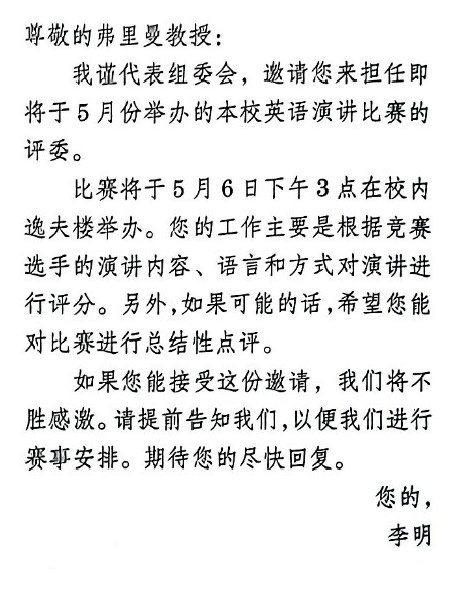 尊敬的弗里曼教授:
我谨代表组委会，邀请您来担任即
将于5月份举办的本校英语演讲比赛的
评委。
比赛将于5月6日下午3点在校内
逸夫楼举办。您的工作主要是根据竞赛
选手的演讲内容、语言和方式对演讲进
行评分。另外,如果可能的话,希望您能
对比赛进行总结性点评。
如果您能接受这份邀请，我们将不
胜感激。请提前告知我们,以便我们进行
赛事安排。期待您的尽快回复。
您的,
李明